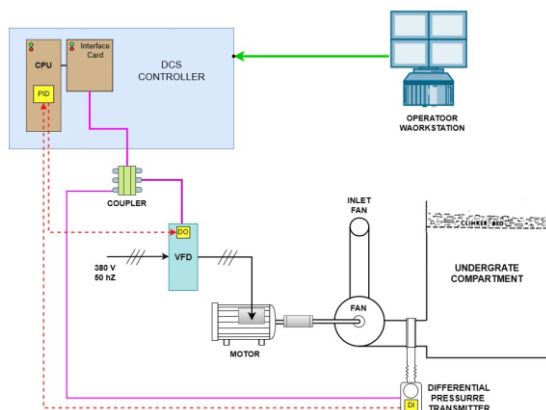 CPU
Interface
Card
PID
DCS
CONTROLLER
OPERATOOR
WAORKSTATION
COUPLER
DO
VFD
380 V
50 hZ
MOTOR
INLET
FAN
FAN
CLINKER BED
UNDERGRATE
COMPARTMENT
DIFFERENTIAL
PRESSURRE
TRANSMITTER
DI